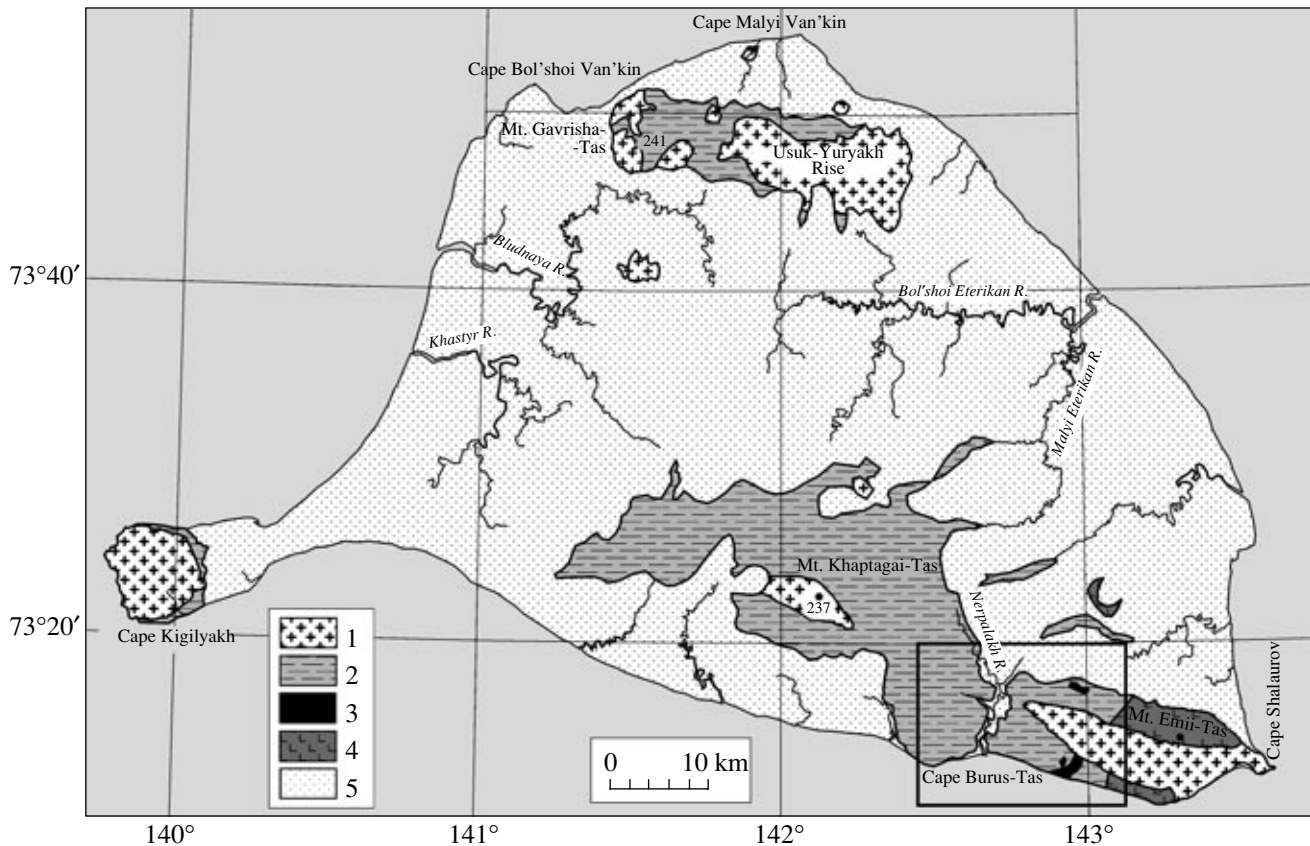 Cape Malyi Van'kin
Cape Bol'shoi Van'kin
Mt. Gavrisha-
-Tas
241
Usuk-Yuryakh
Rise
Bludnaya R.
73°40′
Bol'shoi Eterikan R.
Khastyr R.
Malyi Eterikan R.
Mt. Khaptagai-Tas
237
Nerpalakh R.
Cape Kigilyakh
73°20′
Cape Shalaurov
Mt. Emii-Tas
Cape Burus-Tas
1
2
3
4
5
0 10 km
140° 141° 142° 143°